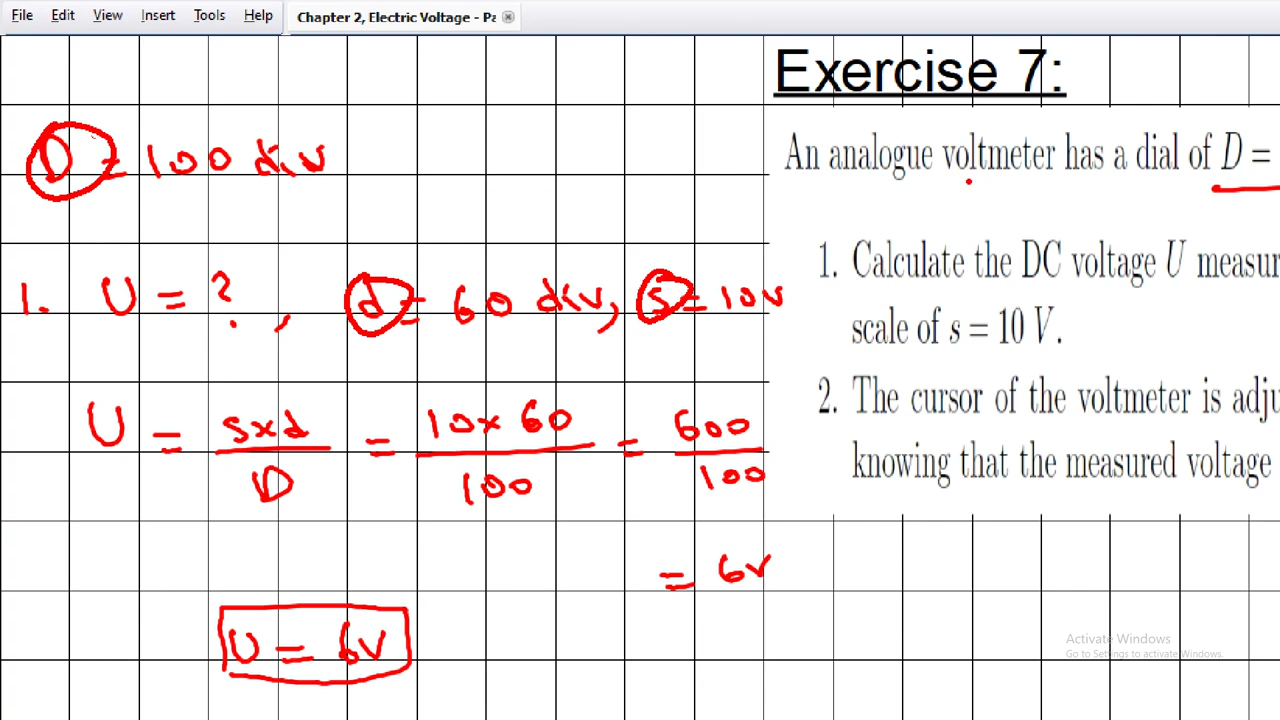 File Edit View Insert Tools Help
Chapter 2, Electric Voltage - Pa
Exercise 7:
D = 100 div
An analogue voltmeter has a dial of D =
1. U = ? , d = 60 div, S = 10V
1. Calculate the DC voltage U measur
scale of s = 10 V.
U = S×d / D = 10 × 60 / 100 = 600 / 100
2. The cursor of the voltmeter is adju
knowing that the measured voltage
= 6V
U = 6V
Activate Windows
Go to Settings to activate Windows.